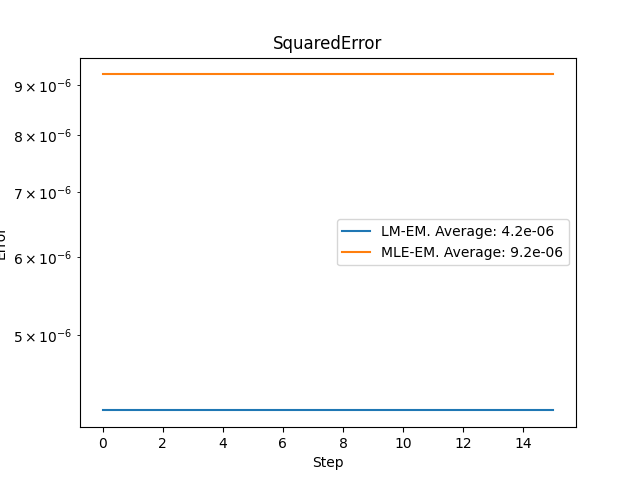 SquaredError
9 × 10⁻⁶
8 × 10⁻⁶
7 × 10⁻⁶
6 × 10⁻⁶
5 × 10⁻⁶
Error
LM-EM. Average: 4.2e-06
MLE-EM. Average: 9.2e-06
0 2 4 6 8 10 12 14
Step